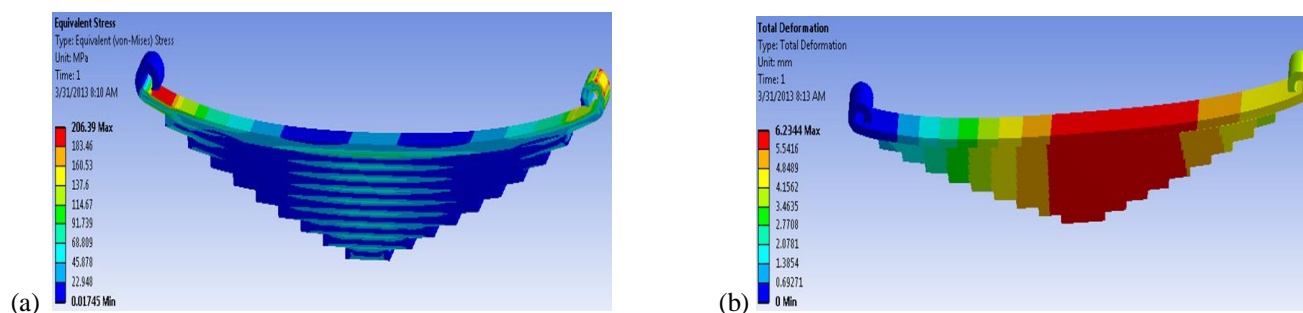 Equivalent Stress
Type: Equivalent (von-Mises) Stress
Unit: MPa
Time: 1
3/31/2013 8:10 AM
206.39 Max
183.46
160.53
137.6
114.67
91.739
68.809
45.878
22.948
0.01745 Min
(a)
Total Deformation
Type: Total Deformation
Unit: mm
Time: 1
3/31/2013 8:13 AM
6.2344 Max
5.5416
4.8489
4.1562
3.4635
2.7708
2.0781
1.3854
0.69271
0 Min
(b)